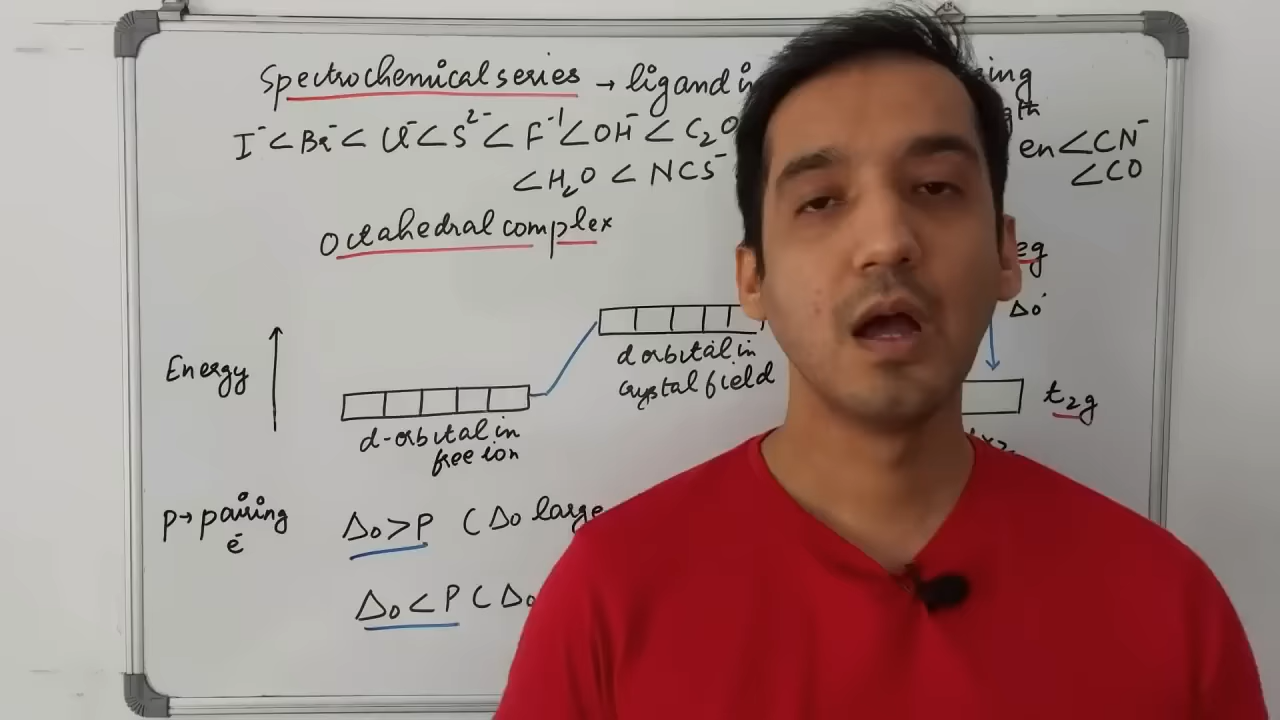 Spectrochemical series → ligand in
I⁻ < Br⁻ < Cl⁻ < S²⁻ < F⁻¹ < OH⁻ < C₂O en < CN⁻
< H₂O < NCS⁻ < CO
Octahedral complex
eg
Δo
Energy
d orbital in
crystal field
t₂g
d-orbital in
free ion
P → pairing
e⁻
Δo > P (Δo large
Δo < P (Δo